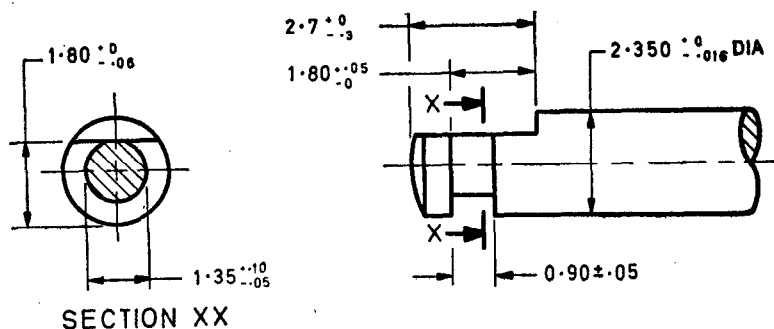 2·7 +0 -·3
1·80 +0 -·06
1·80 +·05 -0
2·350 +0 -·016 DIA
X
X
1·35 +·10 -·05
0·90±·05
SECTION XX